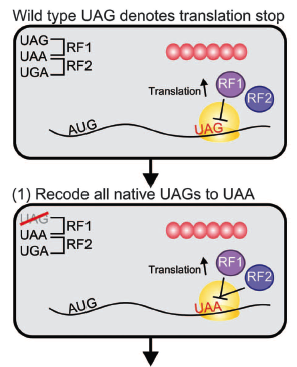 Wild type UAG denotes translation stop
UAG
UAA
UGA
RF1
RF2
Translation
RF1
RF2
AUG
UAG
(1) Recode all native UAGs to UAA
UAG
UAA
UGA
RF1
RF2
Translation
RF1
RF2
AUG
UAA